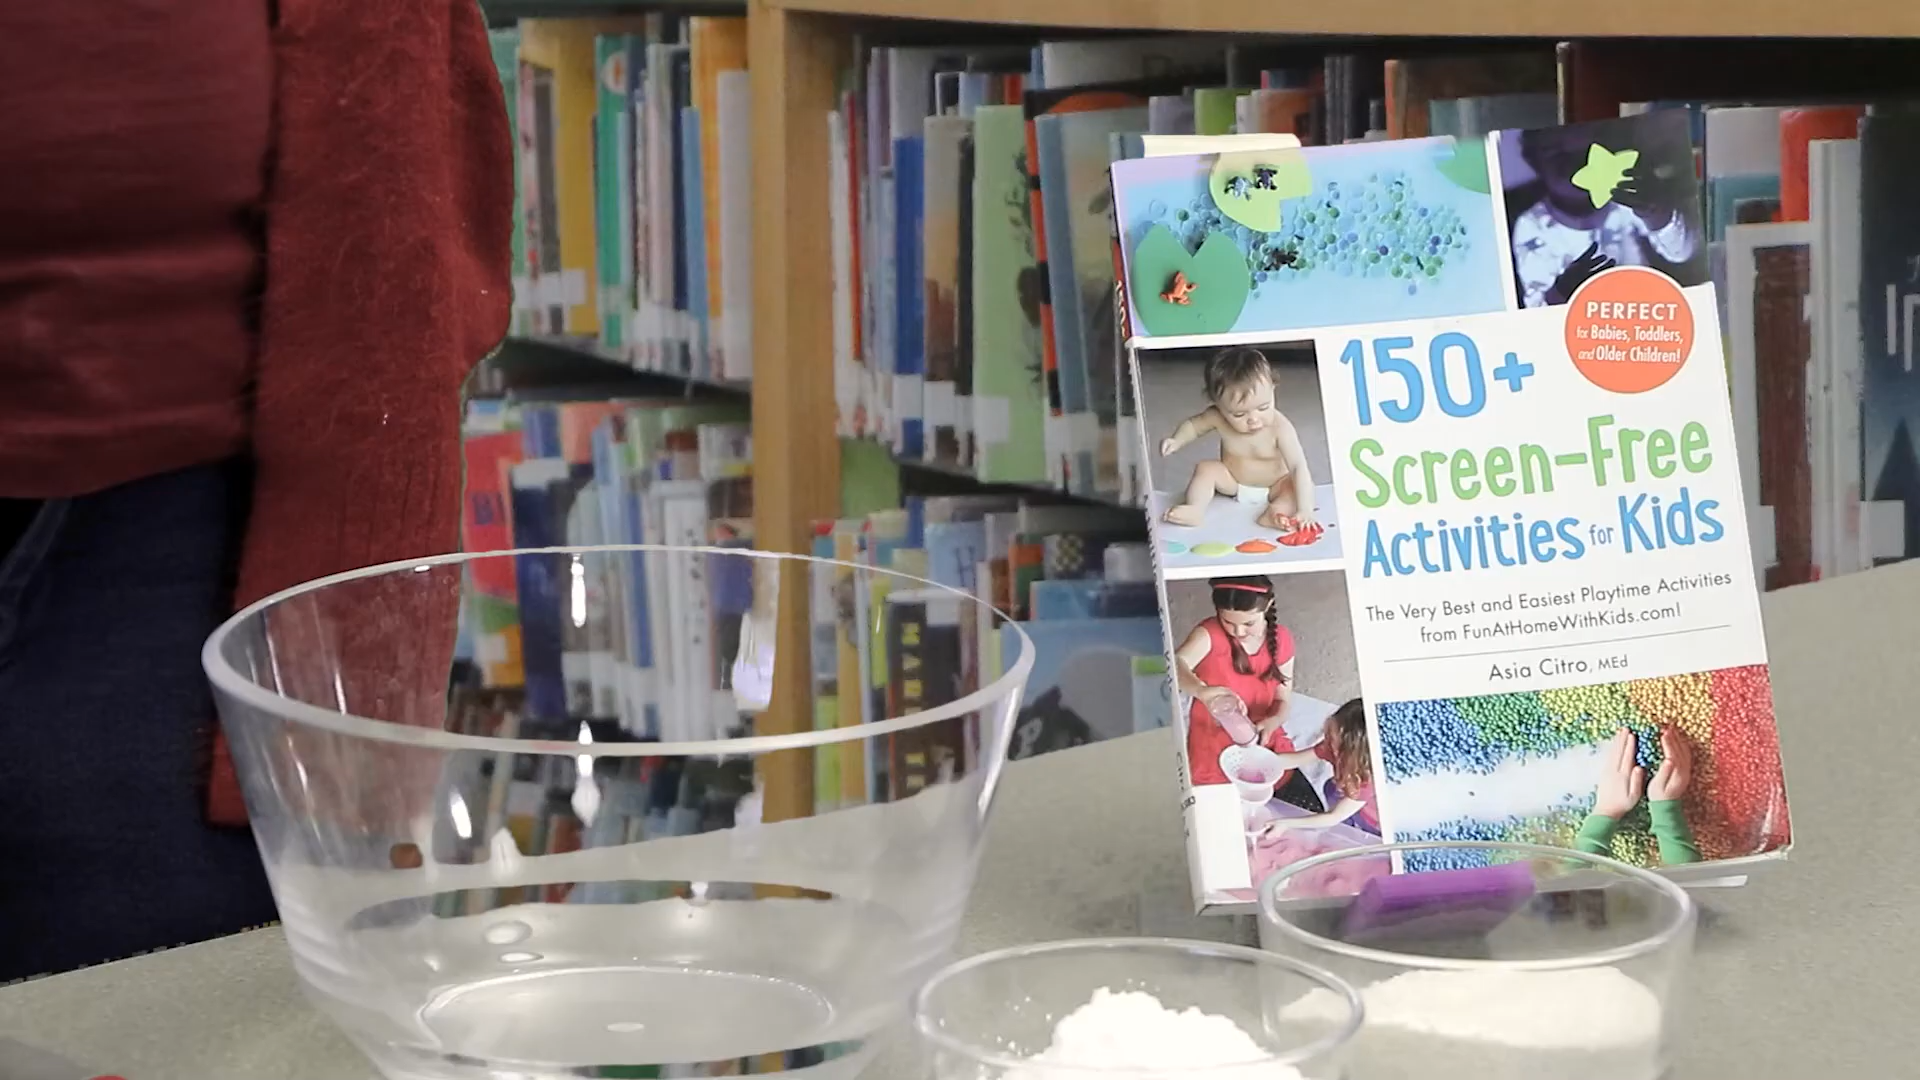 PERFECT
for Babies, Toddlers,
and Older Children!
150+
Screen-Free
Activities for Kids
The Very Best and Easiest Playtime Activities
from FunAtHomeWithKids.com!
Asia Citro, MEd